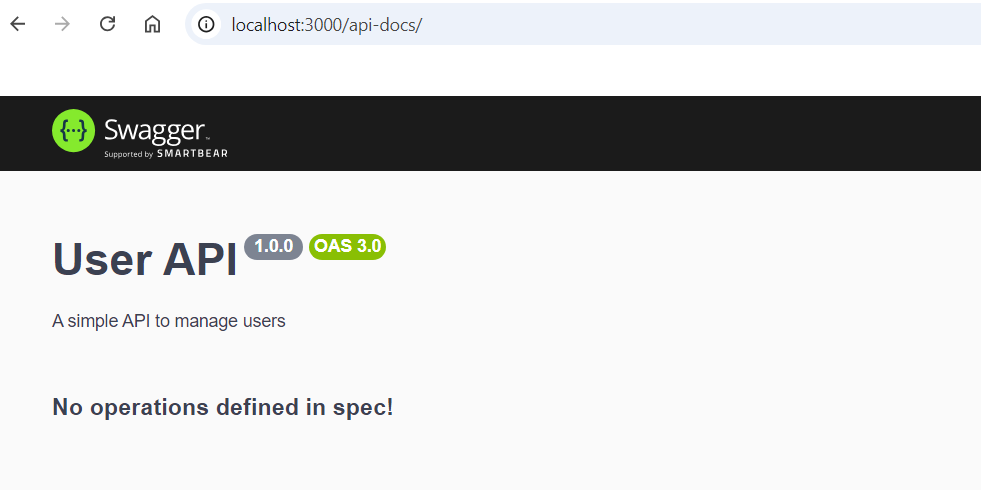 localhost:3000/api-docs/
{···} Swagger™
Supported by SMARTBEAR
User API 1.0.0 OAS 3.0
A simple API to manage users
No operations defined in spec!